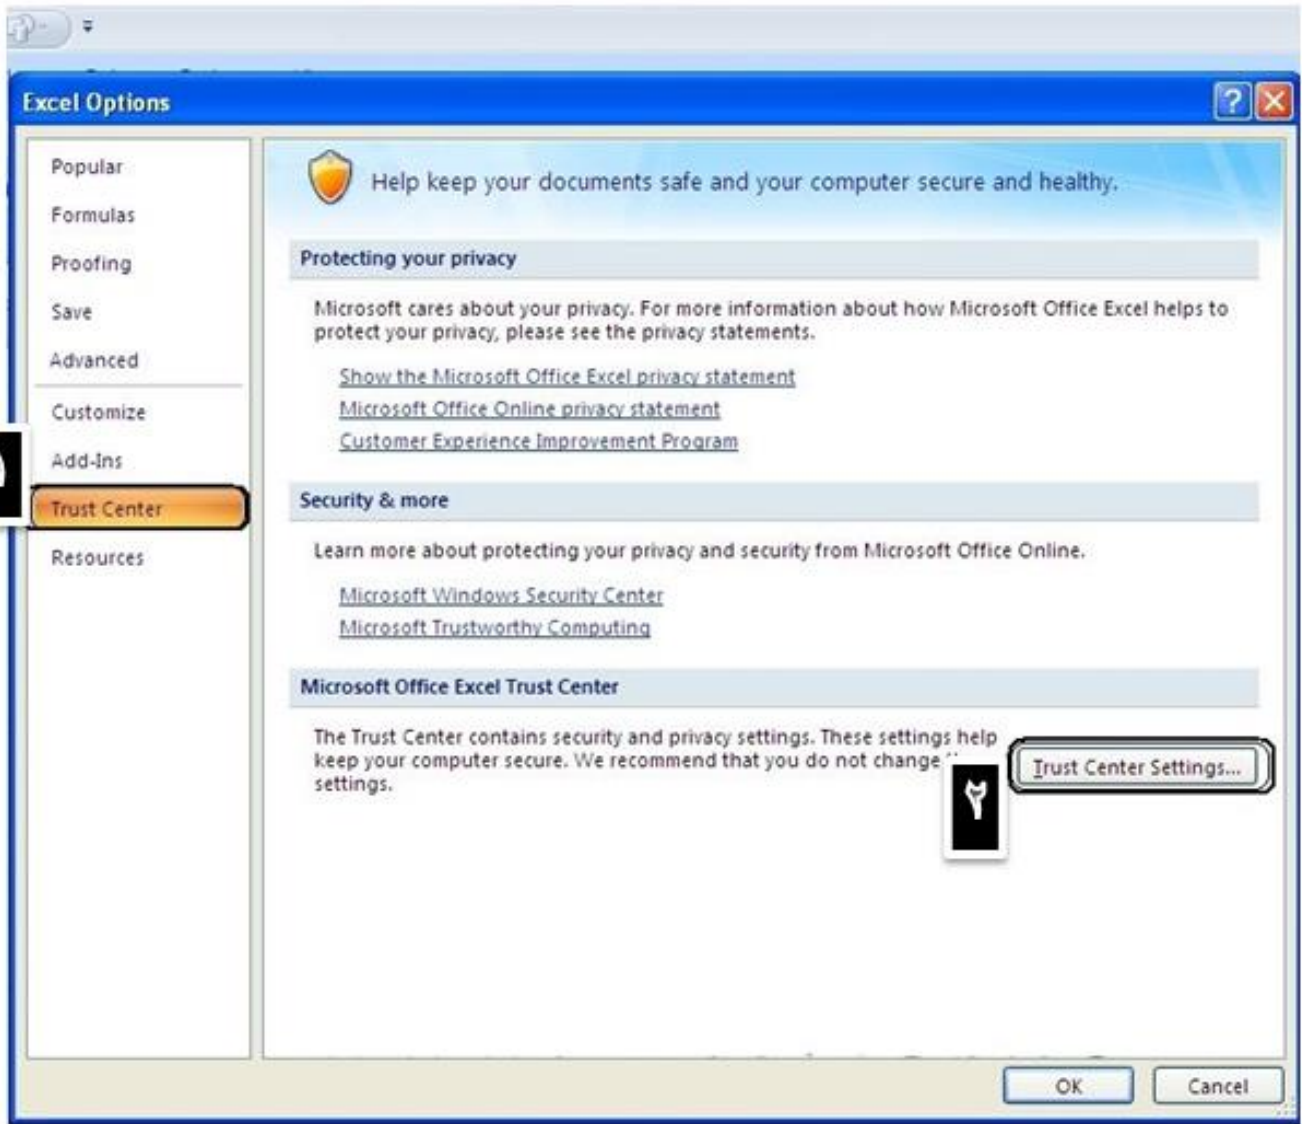 Excel Options
Popular
Formulas
Proofing
Save
Advanced
Customize
Add-Ins
Trust Center
Resources
Help keep your documents safe and your computer secure and healthy.
Protecting your privacy
Microsoft cares about your privacy. For more information about how Microsoft Office Excel helps to
protect your privacy, please see the privacy statements.
Show the Microsoft Office Excel privacy statement
Microsoft Office Online privacy statement
Customer Experience Improvement Program
Security & more
Learn more about protecting your privacy and security from Microsoft Office Online.
Microsoft Windows Security Center
Microsoft Trustworthy Computing
Microsoft Office Excel Trust Center
The Trust Center contains security and privacy settings. These settings help
keep your computer secure. We recommend that you do not change
settings.
۲
Trust Center Settings...
OK
Cancel